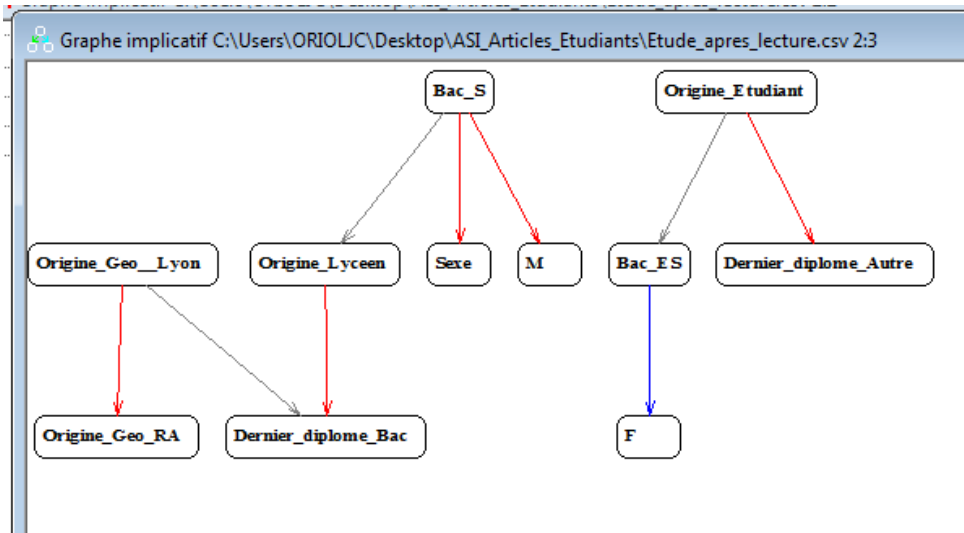 Graphe implicatif C:\Users\ORIOLJC\Desktop\ASI_Articles_Etudiants\Etude_apres_lecture.csv 2:3
Bac_S
Origine_Etudiant
Origine_Geo__Lyon
Origine_Lyceen
Sexe
M
Bac_ES
Dernier_diplome_Autre
Origine_Geo_RA
Dernier_diplome_Bac
F